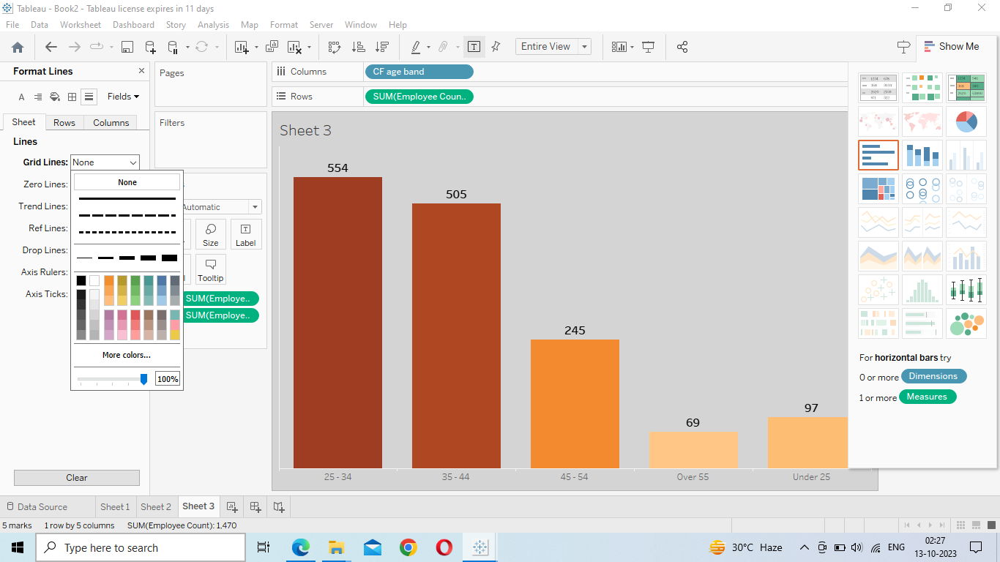 Tableau - Book2 - Tableau license expires in 11 days
File Data Worksheet Dashboard Story Analysis Map Format Server Window Help
Entire View
Show Me
Format Lines
Fields
Sheet Rows Columns
Lines
Grid Lines: None
Zero Lines:
Trend Lines:
Ref Lines:
Drop Lines:
Axis Rulers:
Axis Ticks:
None
More colors...
100%
Clear
Pages
Filters
Automatic
Size
Label
Tooltip
SUM(Employe..
SUM(Employe..
Columns CF age band
Rows SUM(Employee Coun..
Sheet 3
554
505
245
69
97
25 - 34 35 - 44 45 - 54 Over 55 Under 25
For horizontal bars try
0 or more Dimensions
1 or more Measures
Data Source Sheet 1 Sheet 2 Sheet 3
5 marks 1 row by 5 columns SUM(Employee Count): 1,470
Type here to search
30°C Haze
ENG
02:27
13-10-2023